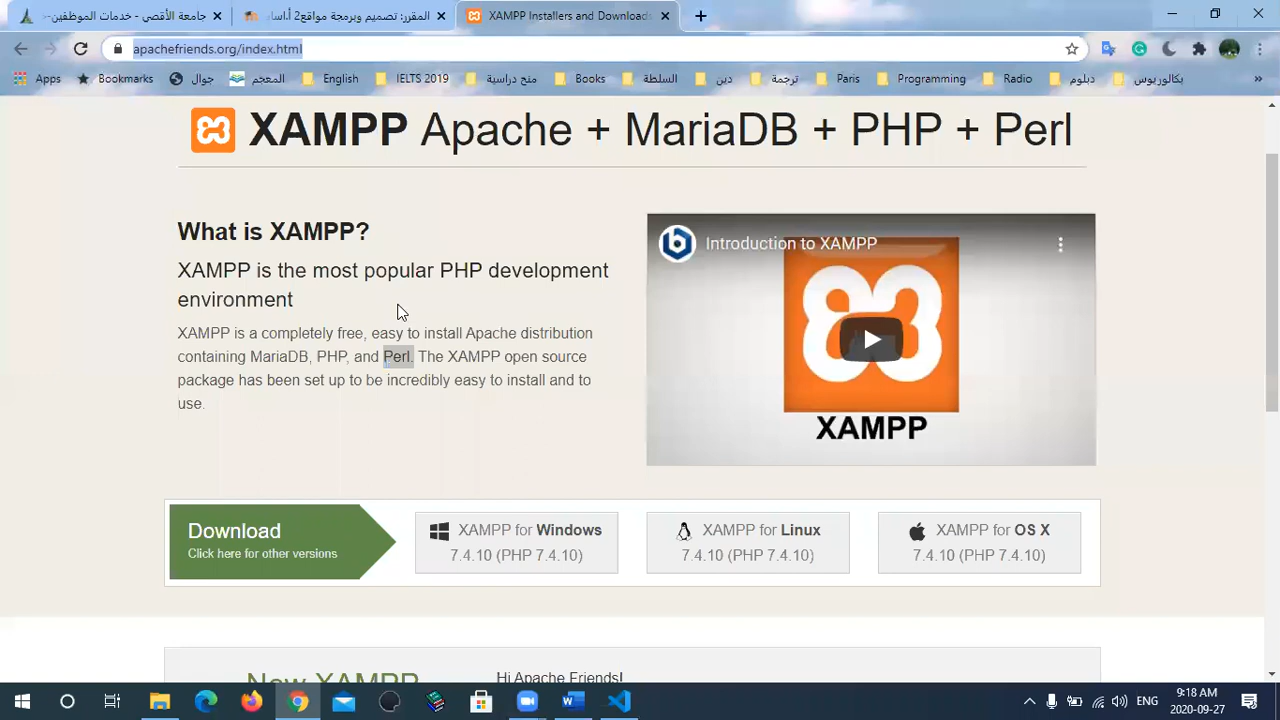 جامعة الأقصي - خدمات الموظفين->
المقرر: تصميم وبرمجة مواقع2 أ.اسار
XAMPP Installers and Downloads
apachefriends.org/index.html
Apps
Bookmarks
جوال
المعجم
English
IELTS 2019
منح دراسية
Books
السلطة
دين
ترجمة
Paris
Programming
Radio
دبلوم
بكالوريوس
»
XAMPP Apache + MariaDB + PHP + Perl
What is XAMPP?
XAMPP is the most popular PHP development
environment
XAMPP is a completely free, easy to install Apache distribution
containing MariaDB, PHP, and Perl. The XAMPP open source
package has been set up to be incredibly easy to install and to
use.
Introduction to XAMPP
XAMPP
Download
Click here for other versions
XAMPP for Windows
7.4.10 (PHP 7.4.10)
XAMPP for Linux
7.4.10 (PHP 7.4.10)
XAMPP for OS X
7.4.10 (PHP 7.4.10)
New XAMPP
Hi Apache Friends!
ENG
9:18 AM
2020-09-27